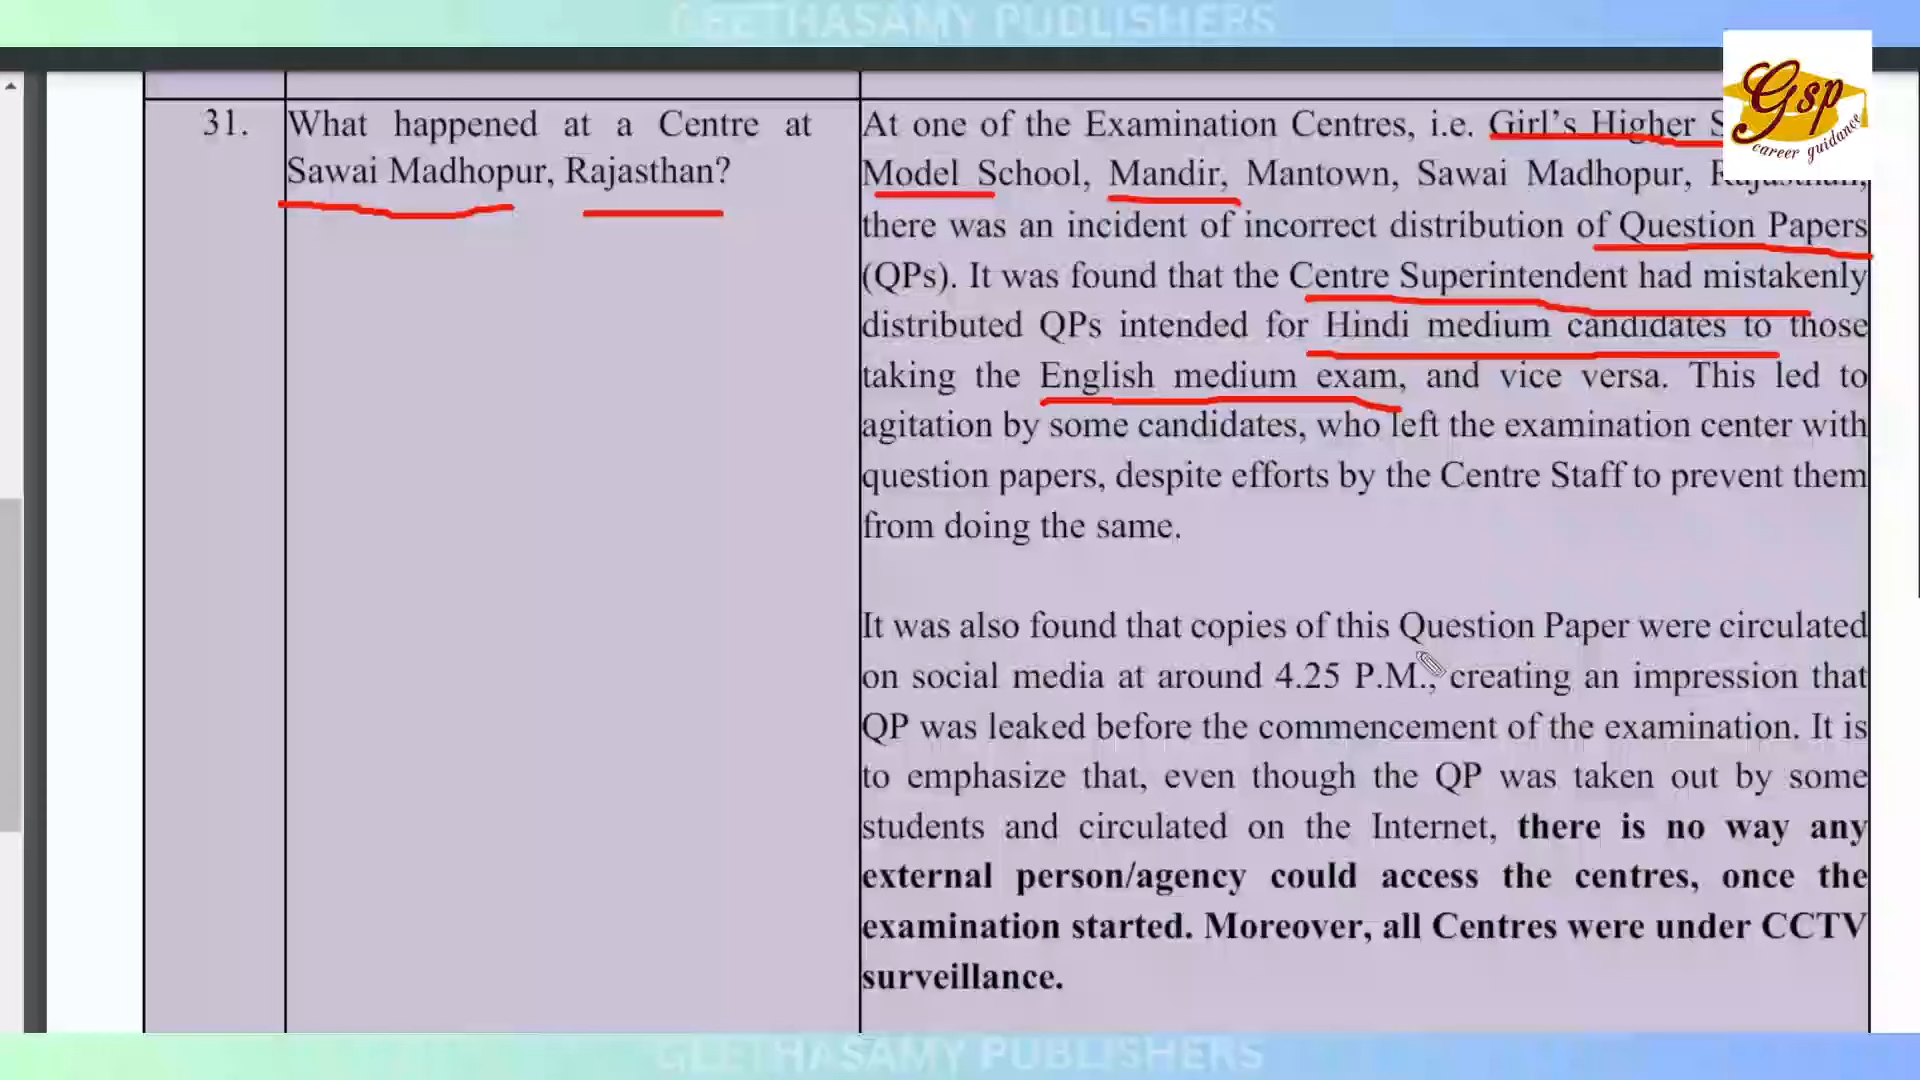 GEETHASAMY PUBLISHERS
Gsp
career guidance
31.
What happened at a Centre at
Sawai Madhopur, Rajasthan?
At one of the Examination Centres, i.e. Girl's Higher
Model School, Mandir, Mantown, Sawai Madhopur, Rajasthan,
there was an incident of incorrect distribution of Question Papers
(QPs). It was found that the Centre Superintendent had mistakenly
distributed QPs intended for Hindi medium candidates to those
taking the English medium exam, and vice versa. This led to
agitation by some candidates, who left the examination center with
question papers, despite efforts by the Centre Staff to prevent them
from doing the same.
It was also found that copies of this Question Paper were circulated
on social media at around 4.25 P.M., creating an impression that
QP was leaked before the commencement of the examination. It is
to emphasize that, even though the QP was taken out by some
students and circulated on the Internet, there is no way any
external person/agency could access the centres, once the
examination started. Moreover, all Centres were under CCTV
surveillance.
GEETHASAMY PUBLISHERS